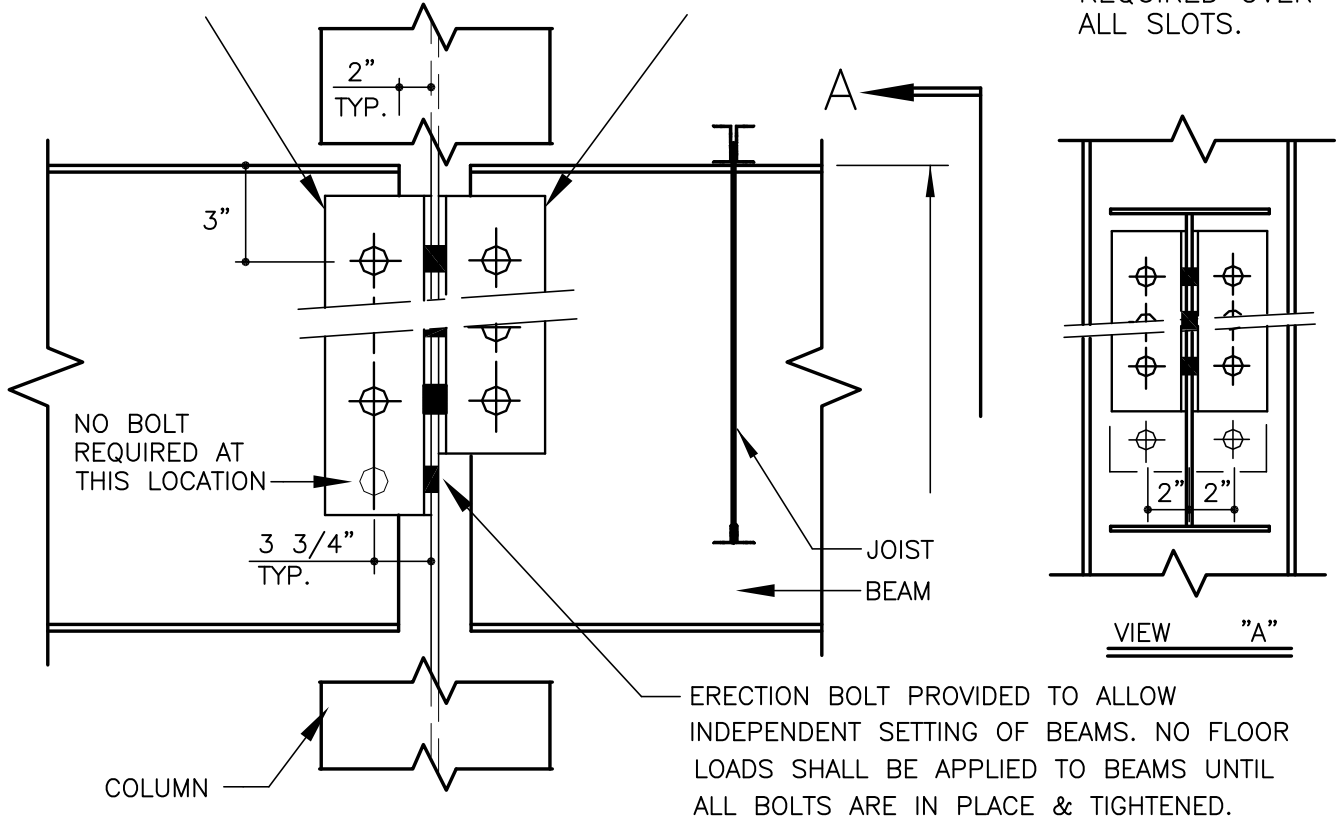 ALL SLOTS.
2”
TYP.
A
3”
NO BOLT
REQUIRED AT
THIS LOCATION
3 3/4”
TYP.
JOIST
BEAM
2” 2”
VIEW ”A”
COLUMN
ERECTION BOLT PROVIDED TO ALLOW
INDEPENDENT SETTING OF BEAMS. NO FLOOR
LOADS SHALL BE APPLIED TO BEAMS UNTIL
ALL BOLTS ARE IN PLACE & TIGHTENED.